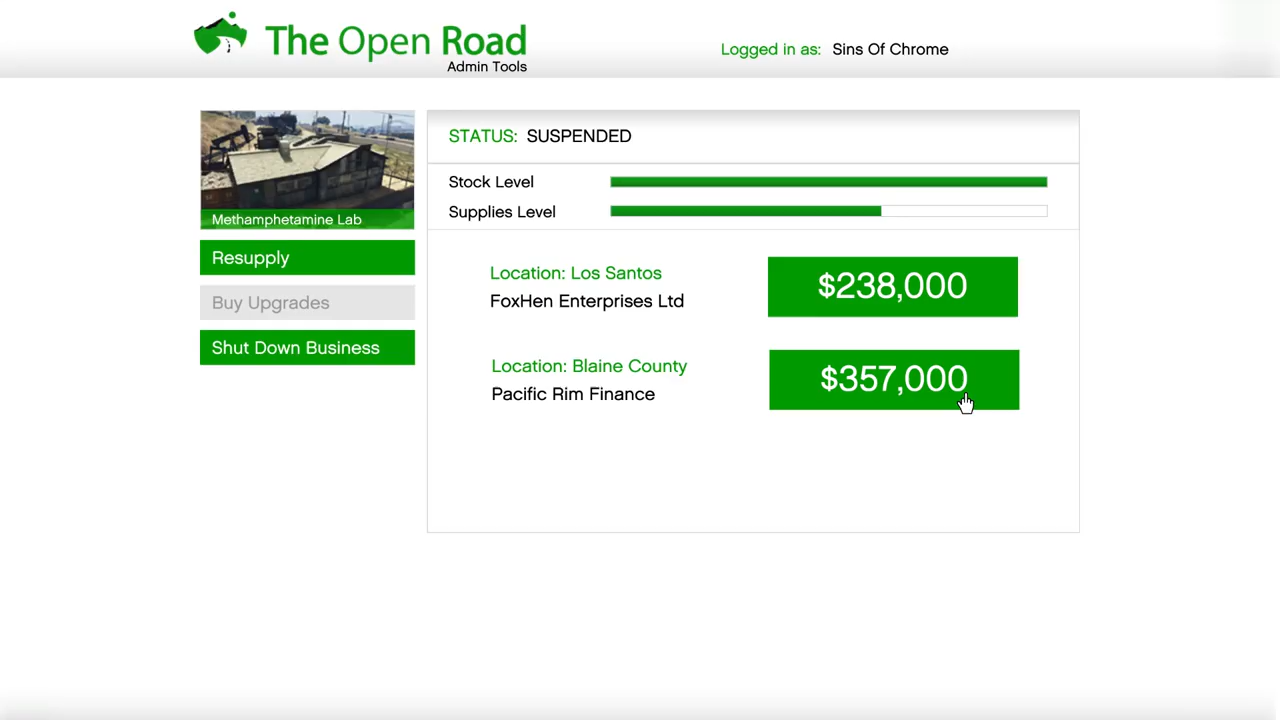 The Open Road
Admin Tools
Logged in as: Sins Of Chrome
Methamphetamine Lab
Resupply
Buy Upgrades
Shut Down Business
STATUS: SUSPENDED
Stock Level
Supplies Level
Location: Los Santos
FoxHen Enterprises Ltd
$238,000
Location: Blaine County
Pacific Rim Finance
$357,000